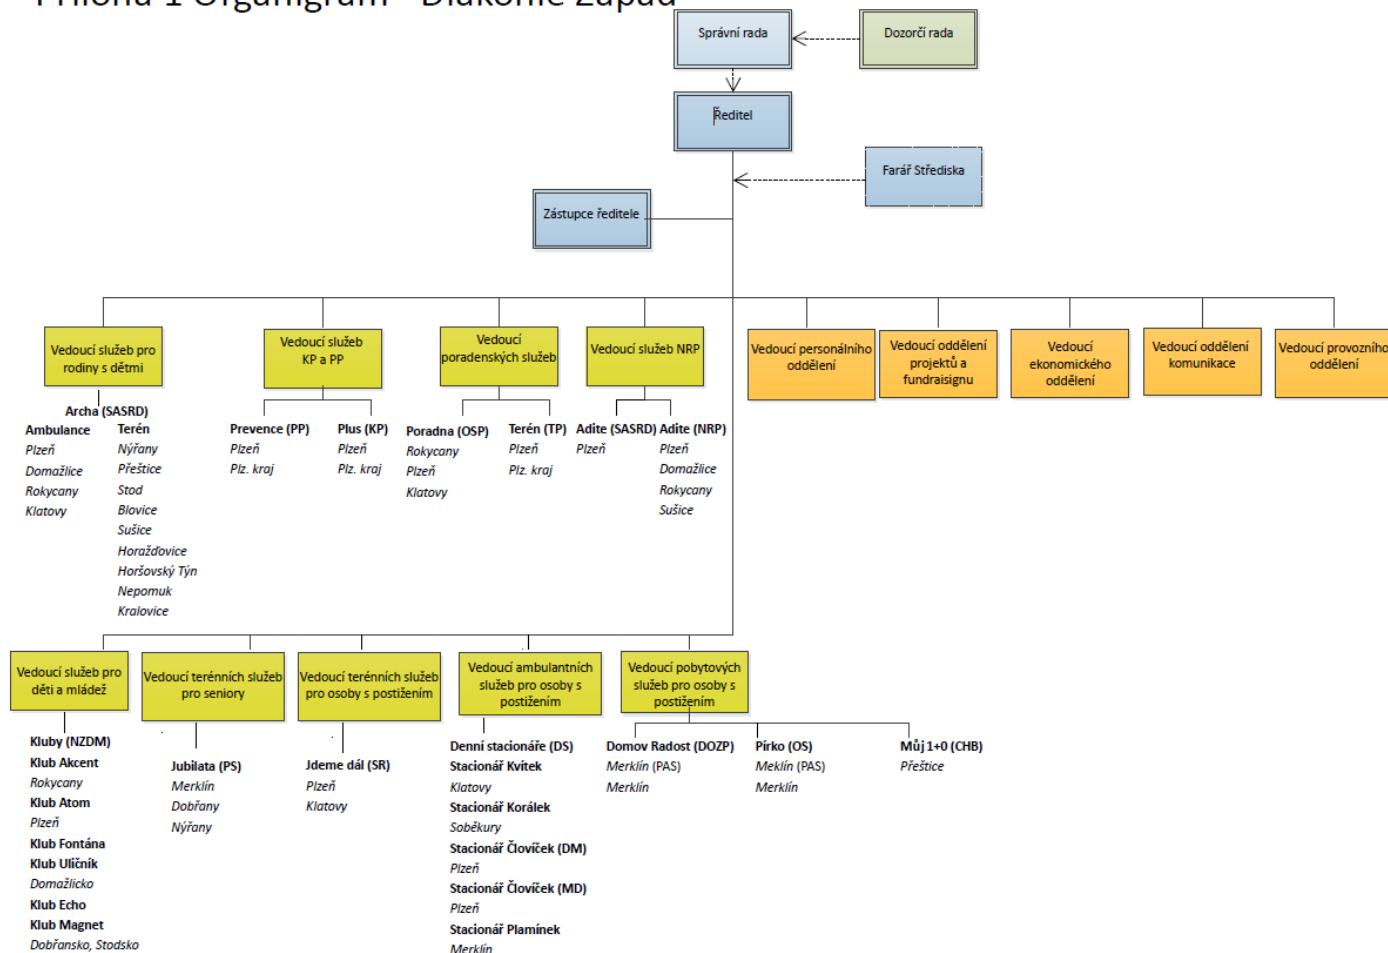 Příloha 1 Organigram - Diakonie Západ
Správní rada
Dozorčí rada
Ředitel
Farář Střediska
Zástupce ředitele
Vedoucí služeb pro
rodiny s dětmi
Vedoucí služeb
KP a PP
Vedoucí
poradenských služeb
Vedoucí služeb NRP
Vedoucí personálního
oddělení
Vedoucí oddělení
projektů a
fundraisignu
Vedoucí
ekonomického
oddělení
Vedoucí oddělení
komunikace
Vedoucí provozního
oddělení
Archa (SASRD)
Ambulance
Plzeň
Domažlice
Rokycany
Klatovy
Terén
Nýřany
Přeštice
Stod
Blovice
Sušice
Horažďovice
Horšovský Týn
Nepomuk
Kralovice
Prevence (PP)
Plzeň
Plz. kraj
Plus (KP)
Plzeň
Plz. kraj
Poradna (OSP)
Rokycany
Plzeň
Klatovy
Terén (TP)
Plzeň
Plz. kraj
Adite (SASRD)
Plzeň
Adite (NRP)
Plzeň
Domažlice
Rokycany
Sušice
Vedoucí služeb pro
děti a mládež
Vedoucí terénních služeb
pro seniory
Vedoucí terénních služeb
pro osoby s postižením
Vedoucí ambulantních
služeb pro osoby s
postižením
Vedoucí pobytových
služeb pro osoby s
postižením
Kluby (NZDM)
Klub Akcent
Rokycany
Klub Atom
Plzeň
Klub Fontána
Klub Uličník
Domažlicko
Klub Echo
Klub Magnet
Dobřansko, Stodsko
Jubilata (PS)
Merklín
Dobřany
Nýřany
Jdeme dál (SR)
Plzeň
Klatovy
Denní stacionáře (DS)
Stacionář Kvítek
Klatovy
Stacionář Korálek
Soběkury
Stacionář Človíček (DM)
Plzeň
Stacionář Človíček (MD)
Plzeň
Stacionář Plamínek
Merklín
Domov Radost (DOZP)
Merklín (PAS)
Merklín
Pírko (OS)
Meklín (PAS)
Merklín
Můj 1+0 (CHB)
Přeštice